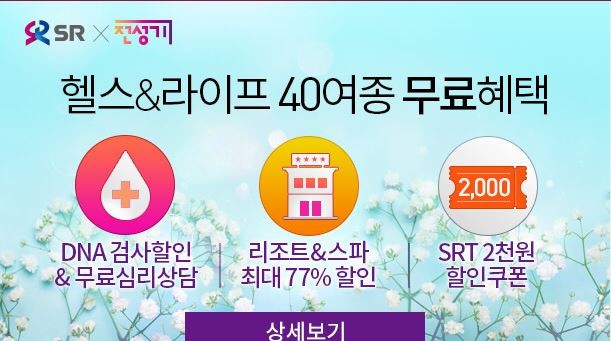 SR × 전성기
헬스&라이프 40여종 무료혜택
2,000
DNA 검사할인
& 무료심리상담
리조트&스파
최대 77% 할인
SRT 2천원
할인쿠폰
상세보기